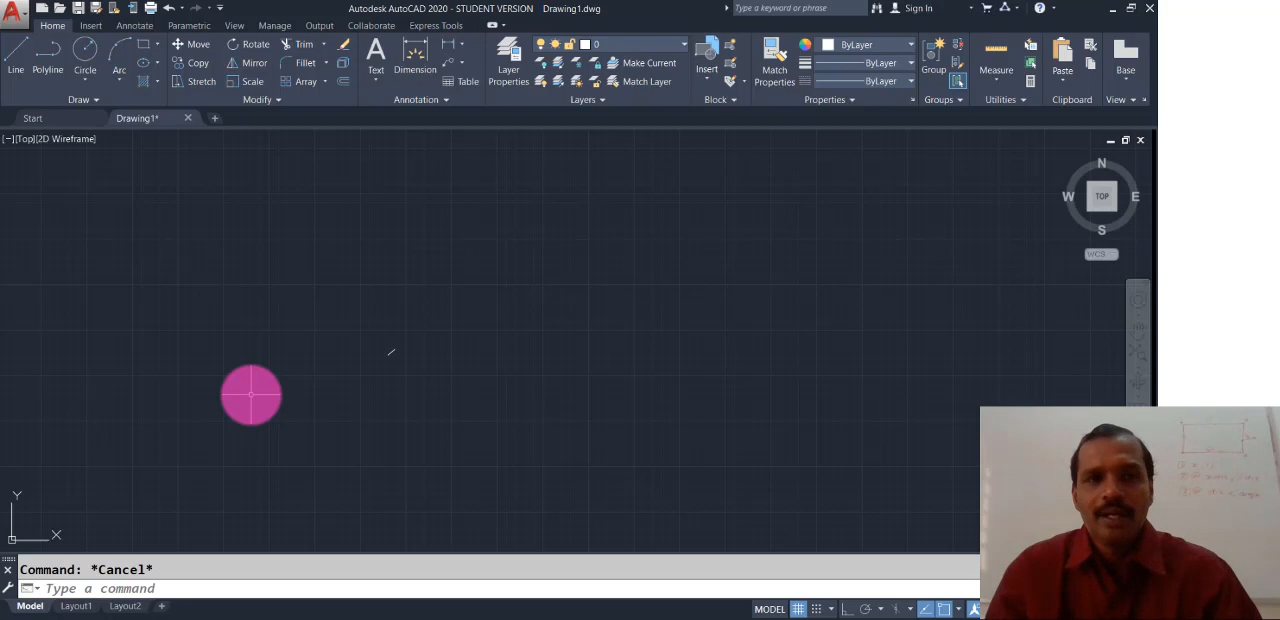 Autodesk AutoCAD 2020 - STUDENT VERSION Drawing1.dwg
Type a keyword or phrase
Sign In
Home Insert Annotate Parametric View Manage Output Collaborate Express Tools
Line Polyline Circle Arc
Move Rotate Trim
Copy Mirror Fillet
Stretch Scale Array
Text Dimension Table
Layer Properties
0
Make Current
Match Layer
Insert
Match Properties
ByLayer
ByLayer
ByLayer
Group
Measure
Paste
Base
Draw Modify Annotation Layers Block Properties Groups Utilities Clipboard View
Start Drawing1*
[−][Top][2D Wireframe]
N
W TOP E
S
WCS
Y
X
Command: *Cancel*
Type a command
Model Layout1 Layout2
MODEL